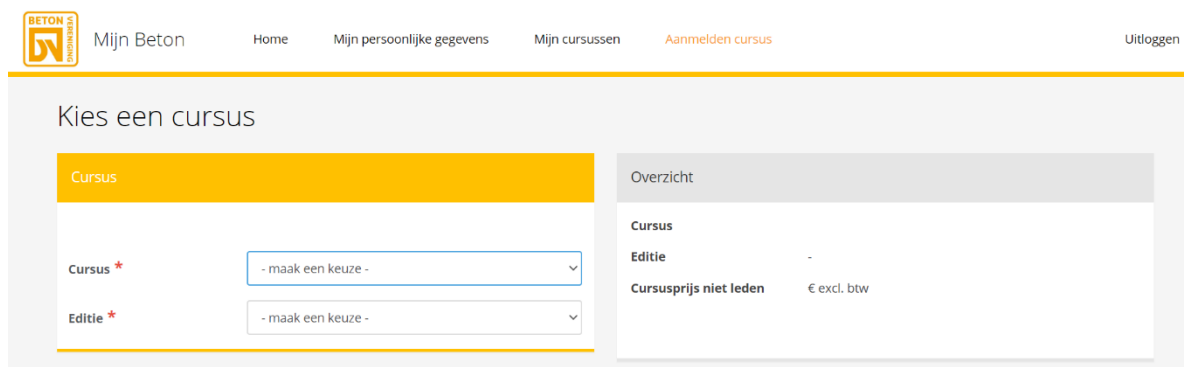 BETON
VERENIGING
Mijn Beton
Home
Mijn persoonlijke gegevens
Mijn cursussen
Aanmelden cursus
Uitloggen
Kies een cursus
Cursus
Cursus *
- maak een keuze -
Editie *
- maak een keuze -
Overzicht
Cursus
Editie -
Cursusprijs niet leden € excl. btw